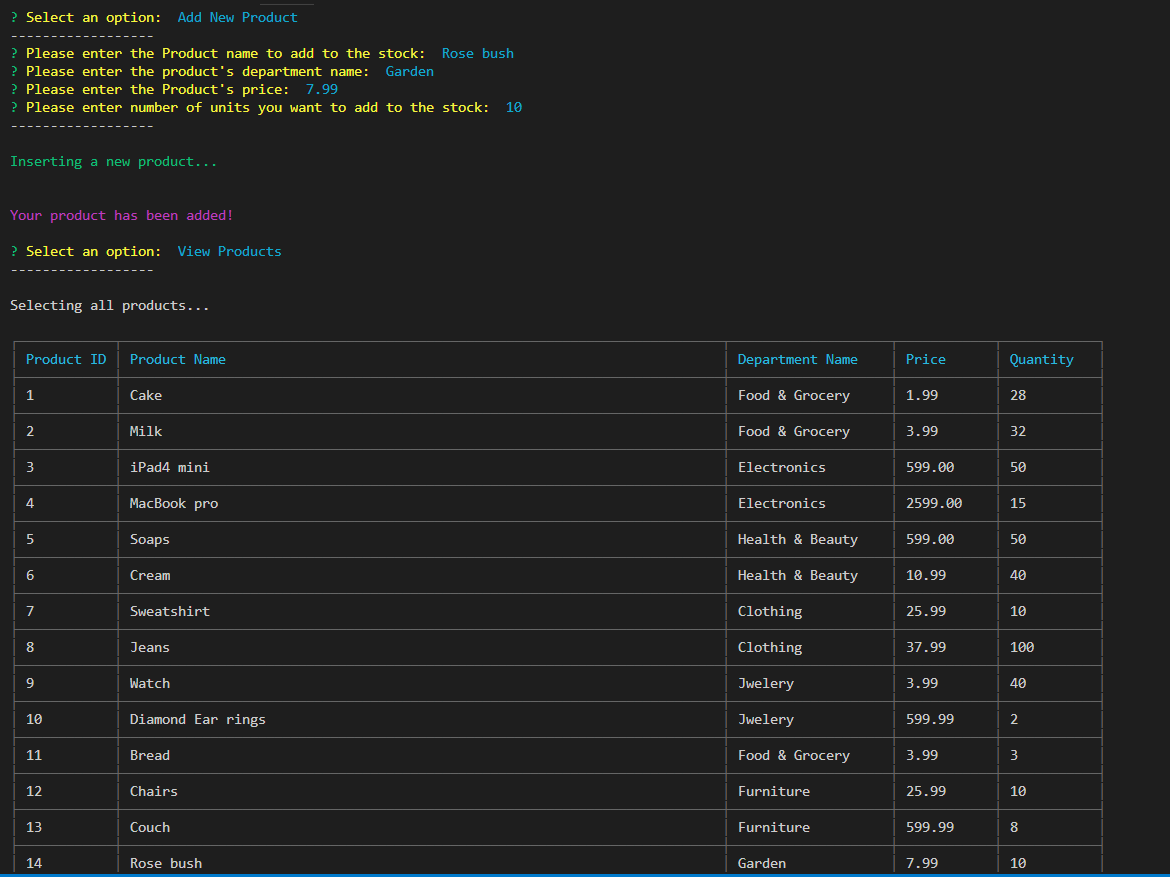 ? Select an option:  Add New Product
------------------
? Please enter the Product name to add to the stock:  Rose bush
? Please enter the product's department name:  Garden
? Please enter the Product's price:  7.99
? Please enter number of units you want to add to the stock:  10
------------------
Inserting a new product...
Your product has been added!
? Select an option:  View Products
------------------
Selecting all products...
Product ID Product Name Department Name Price Quantity
1 Cake Food & Grocery 1.99 28
2 Milk Food & Grocery 3.99 32
3 iPad4 mini Electronics 599.00 50
4 MacBook pro Electronics 2599.00 15
5 Soaps Health & Beauty 599.00 50
6 Cream Health & Beauty 10.99 40
7 Sweatshirt Clothing 25.99 10
8 Jeans Clothing 37.99 100
9 Watch Jwelery 3.99 40
10 Diamond Ear rings Jwelery 599.99 2
11 Bread Food & Grocery 3.99 3
12 Chairs Furniture 25.99 10
13 Couch Furniture 599.99 8
14 Rose bush Garden 7.99 10